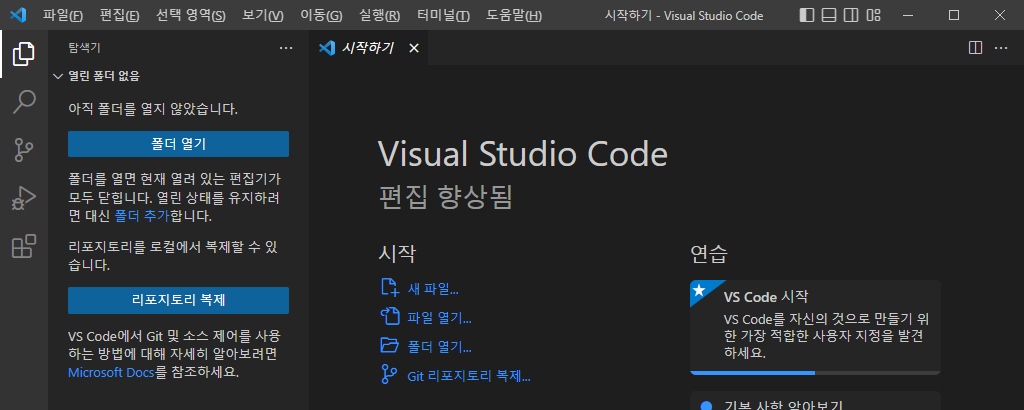 파일(F) 편집(E) 선택 영역(S) 보기(V) 이동(G) 실행(R) 터미널(T) 도움말(H) 시작하기 - Visual Studio Code
탐색기
시작하기
열린 폴더 없음
아직 폴더를 열지 않았습니다.
폴더 열기
폴더를 열면 현재 열려 있는 편집기가
모두 닫힙니다. 열린 상태를 유지하려
면 대신 폴더 추가합니다.
리포지토리를 로컬에서 복제할 수 있
습니다.
리포지토리 복제
VS Code에서 Git 및 소스 제어를 사용
하는 방법에 대해 자세히 알아보려면
Microsoft Docs를 참조하세요.
Visual Studio Code
편집 향상됨
시작
새 파일...
파일 열기...
폴더 열기...
Git 리포지토리 복제...
연습
VS Code 시작
VS Code를 자신의 것으로 만들기 위
한 가장 적합한 사용자 지정을 발견
하세요.
기본 사항 알아보기